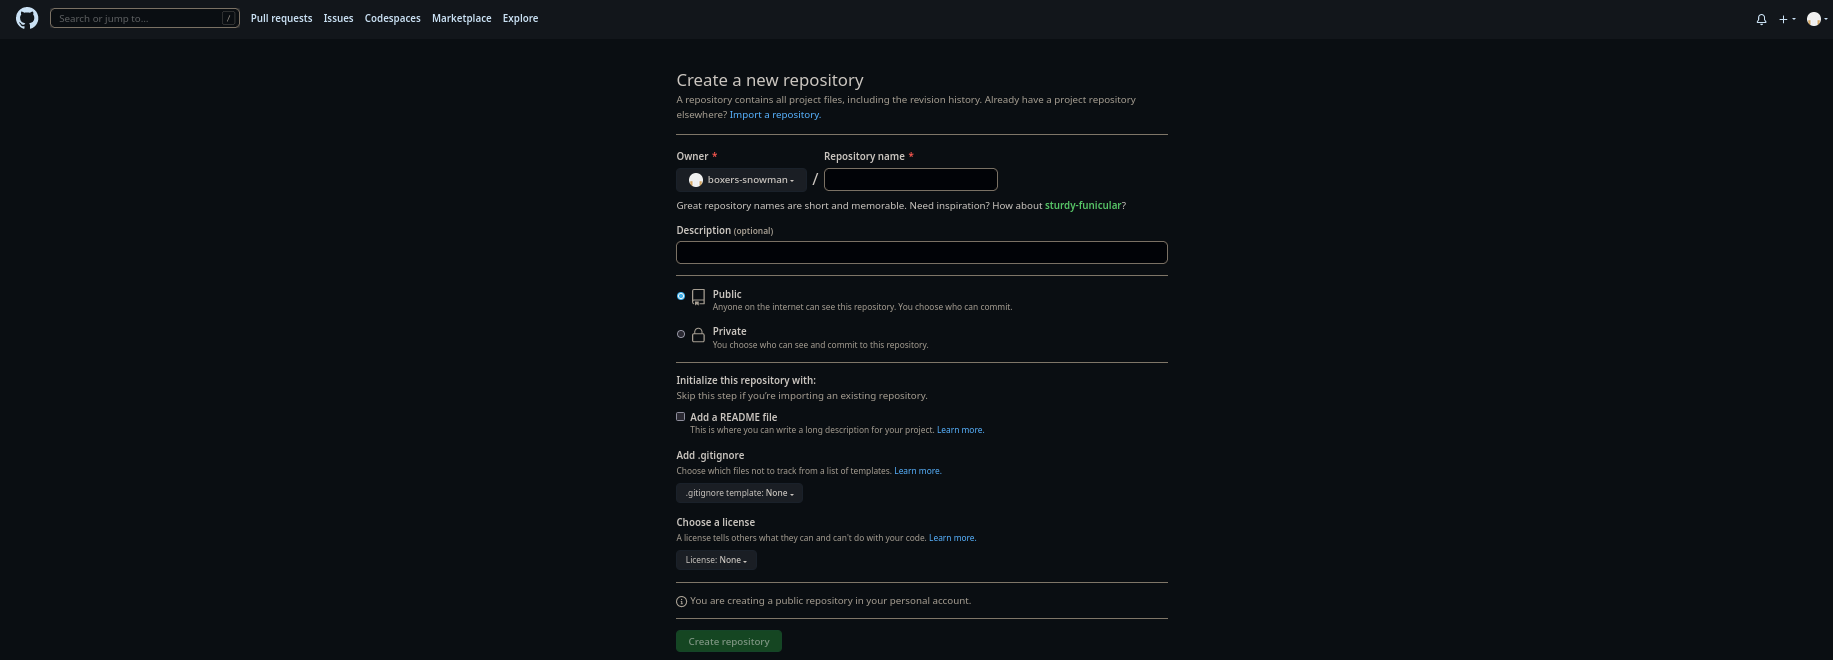 Search or jump to... /
Pull requests Issues Codespaces Marketplace Explore
Create a new repository
A repository contains all project files, including the revision history. Already have a project repository
elsewhere? Import a repository.
Owner * Repository name *
boxers-snowman /
Great repository names are short and memorable. Need inspiration? How about sturdy-funicular?
Description (optional)
Public
Anyone on the internet can see this repository. You choose who can commit.
Private
You choose who can see and commit to this repository.
Initialize this repository with:
Skip this step if you're importing an existing repository.
Add a README file
This is where you can write a long description for your project. Learn more.
Add .gitignore
Choose which files not to track from a list of templates. Learn more.
.gitignore template: None
Choose a license
A license tells others what they can and can't do with your code. Learn more.
License: None
You are creating a public repository in your personal account.
Create repository